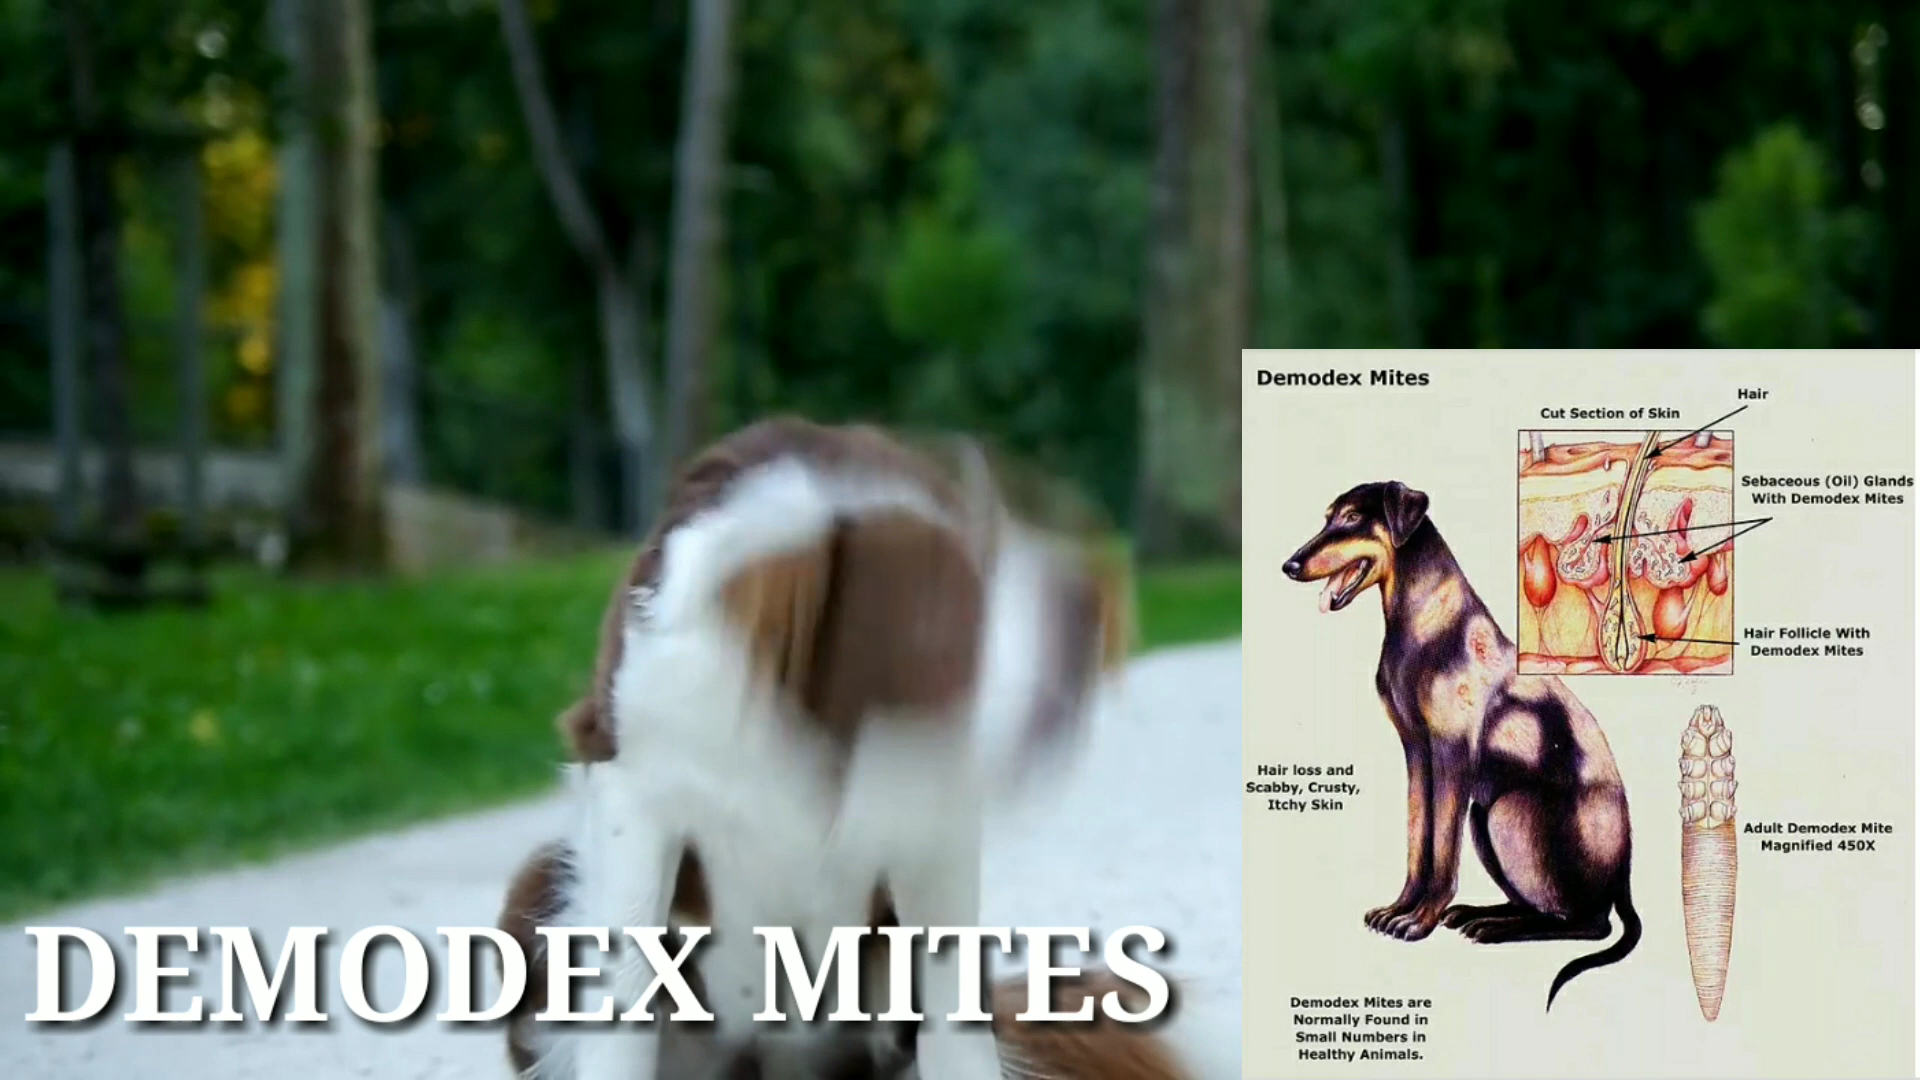 DEMODEX MITES
Demodex Mites
Hair
Cut Section of Skin
Sebaceous (Oil) Glands
With Demodex Mites
Hair Follicle With
Demodex Mites
Hair loss and
Scabby, Crusty,
Itchy Skin
Adult Demodex Mite
Magnified 450X
Demodex Mites are
Normally Found in
Small Numbers in
Healthy Animals.